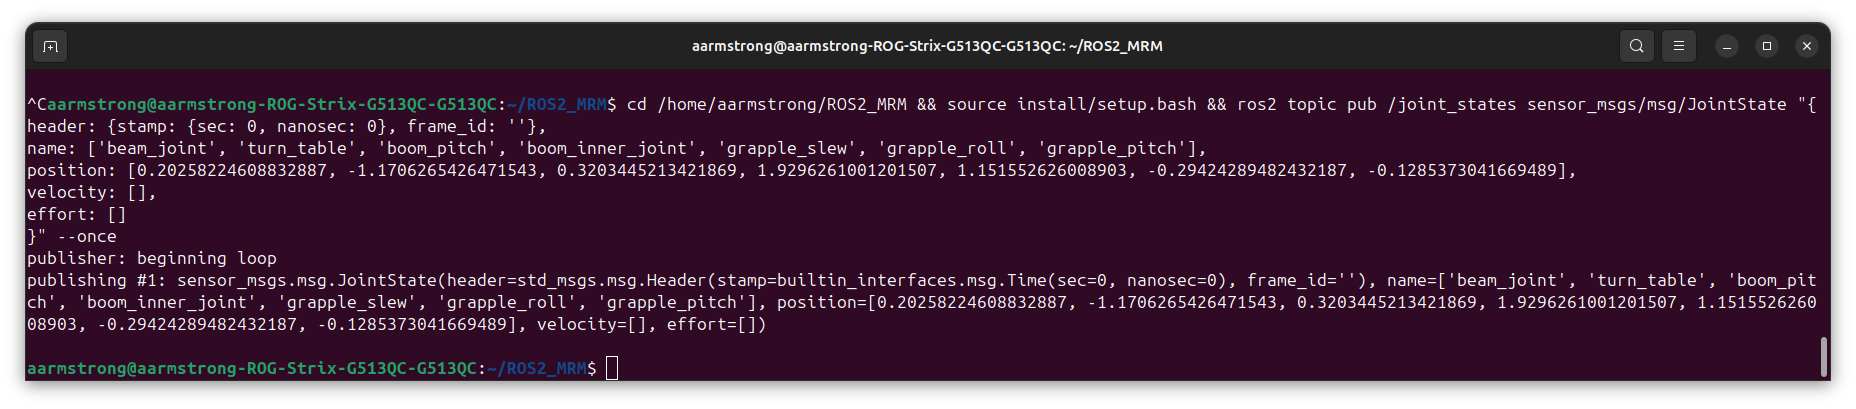 aarmstrong@aarmstrong-ROG-Strix-G513QC-G513QC: ~/ROS2_MRM
^Caarmstrong@aarmstrong-ROG-Strix-G513QC-G513QC:~/ROS2_MRM$ cd /home/aarmstrong/ROS2_MRM && source install/setup.bash && ros2 topic pub /joint_states sensor_msgs/msg/JointState "{
header: {stamp: {sec: 0, nanosec: 0}, frame_id: ''},
name: ['beam_joint', 'turn_table', 'boom_pitch', 'boom_inner_joint', 'grapple_slew', 'grapple_roll', 'grapple_pitch'],
position: [0.20258224608832887, -1.1706265426471543, 0.3203445213421869, 1.9296261001201507, 1.151552626008903, -0.29424289482432187, -0.1285373041669489],
velocity: [],
effort: []
}" --once
publisher: beginning loop
publishing #1: sensor_msgs.msg.JointState(header=std_msgs.msg.Header(stamp=builtin_interfaces.msg.Time(sec=0, nanosec=0), frame_id=''), name=['beam_joint', 'turn_table', 'boom_pit
ch', 'boom_inner_joint', 'grapple_slew', 'grapple_roll', 'grapple_pitch'], position=[0.20258224608832887, -1.1706265426471543, 0.3203445213421869, 1.9296261001201507, 1.1515526260
08903, -0.29424289482432187, -0.1285373041669489], velocity=[], effort=[])
aarmstrong@aarmstrong-ROG-Strix-G513QC-G513QC:~/ROS2_MRM$